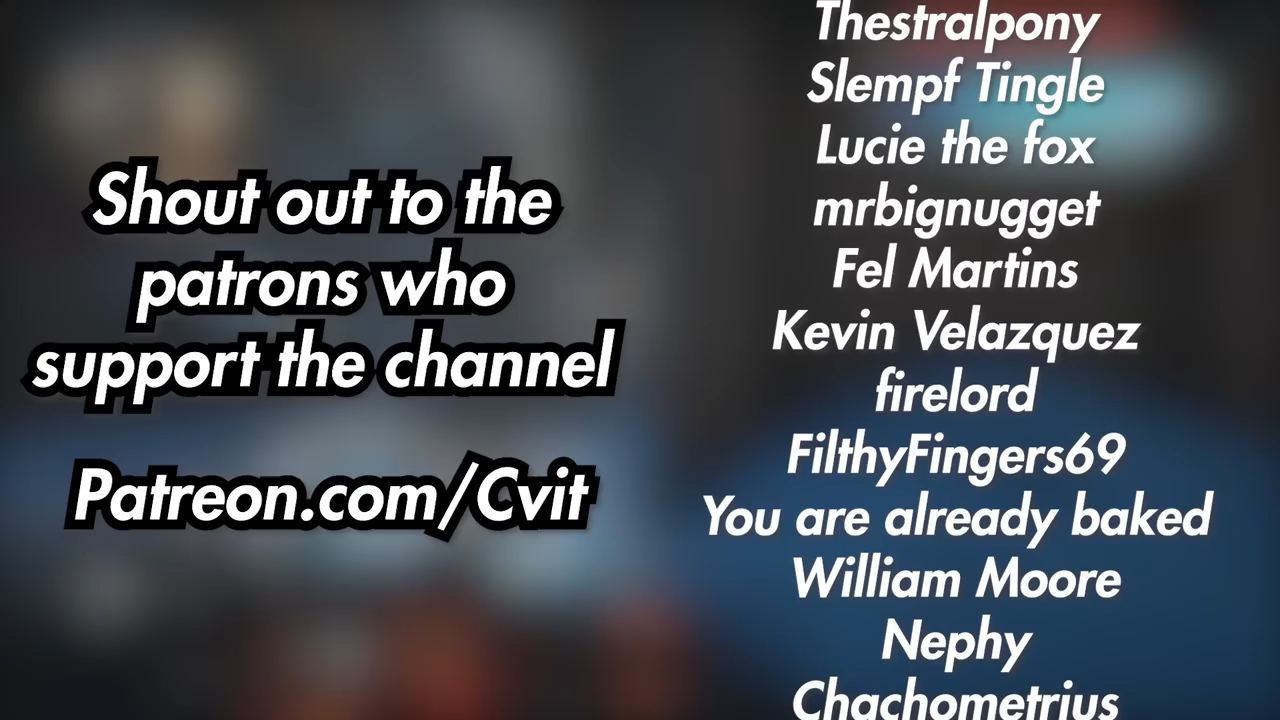 Shout out to the
patrons who
support the channel
Patreon.com/Cvit
Thestralpony
Slempf Tingle
Lucie the fox
mrbignugget
Fel Martins
Kevin Velazquez
firelord
FilthyFingers69
You are already baked
William Moore
Nephy
Chachometrius